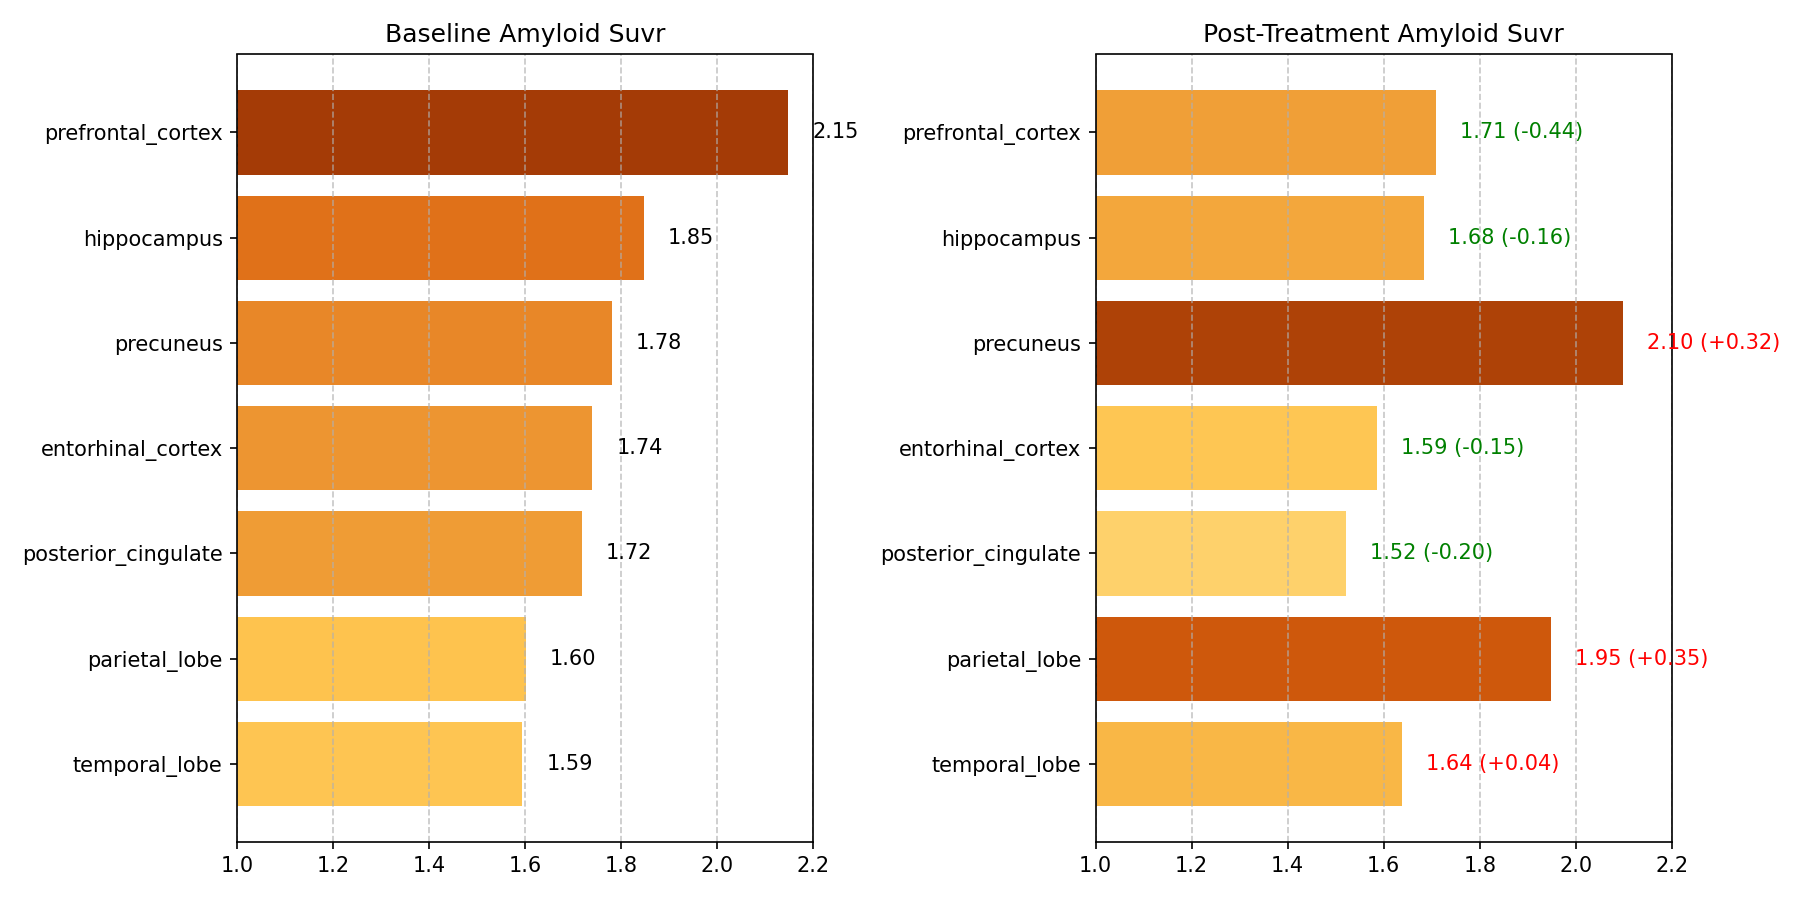 Baseline Amyloid Suvr
prefrontal_cortex 2.15
hippocampus 1.85
precuneus 1.78
entorhinal_cortex 1.74
posterior_cingulate 1.72
parietal_lobe 1.60
temporal_lobe 1.59
1.0 1.2 1.4 1.6 1.8 2.0 2.2
Post-Treatment Amyloid Suvr
prefrontal_cortex 1.71 (-0.44)
hippocampus 1.68 (-0.16)
precuneus 2.10 (+0.32)
entorhinal_cortex 1.59 (-0.15)
posterior_cingulate 1.52 (-0.20)
parietal_lobe 1.95 (+0.35)
temporal_lobe 1.64 (+0.04)
1.0 1.2 1.4 1.6 1.8 2.0 2.2